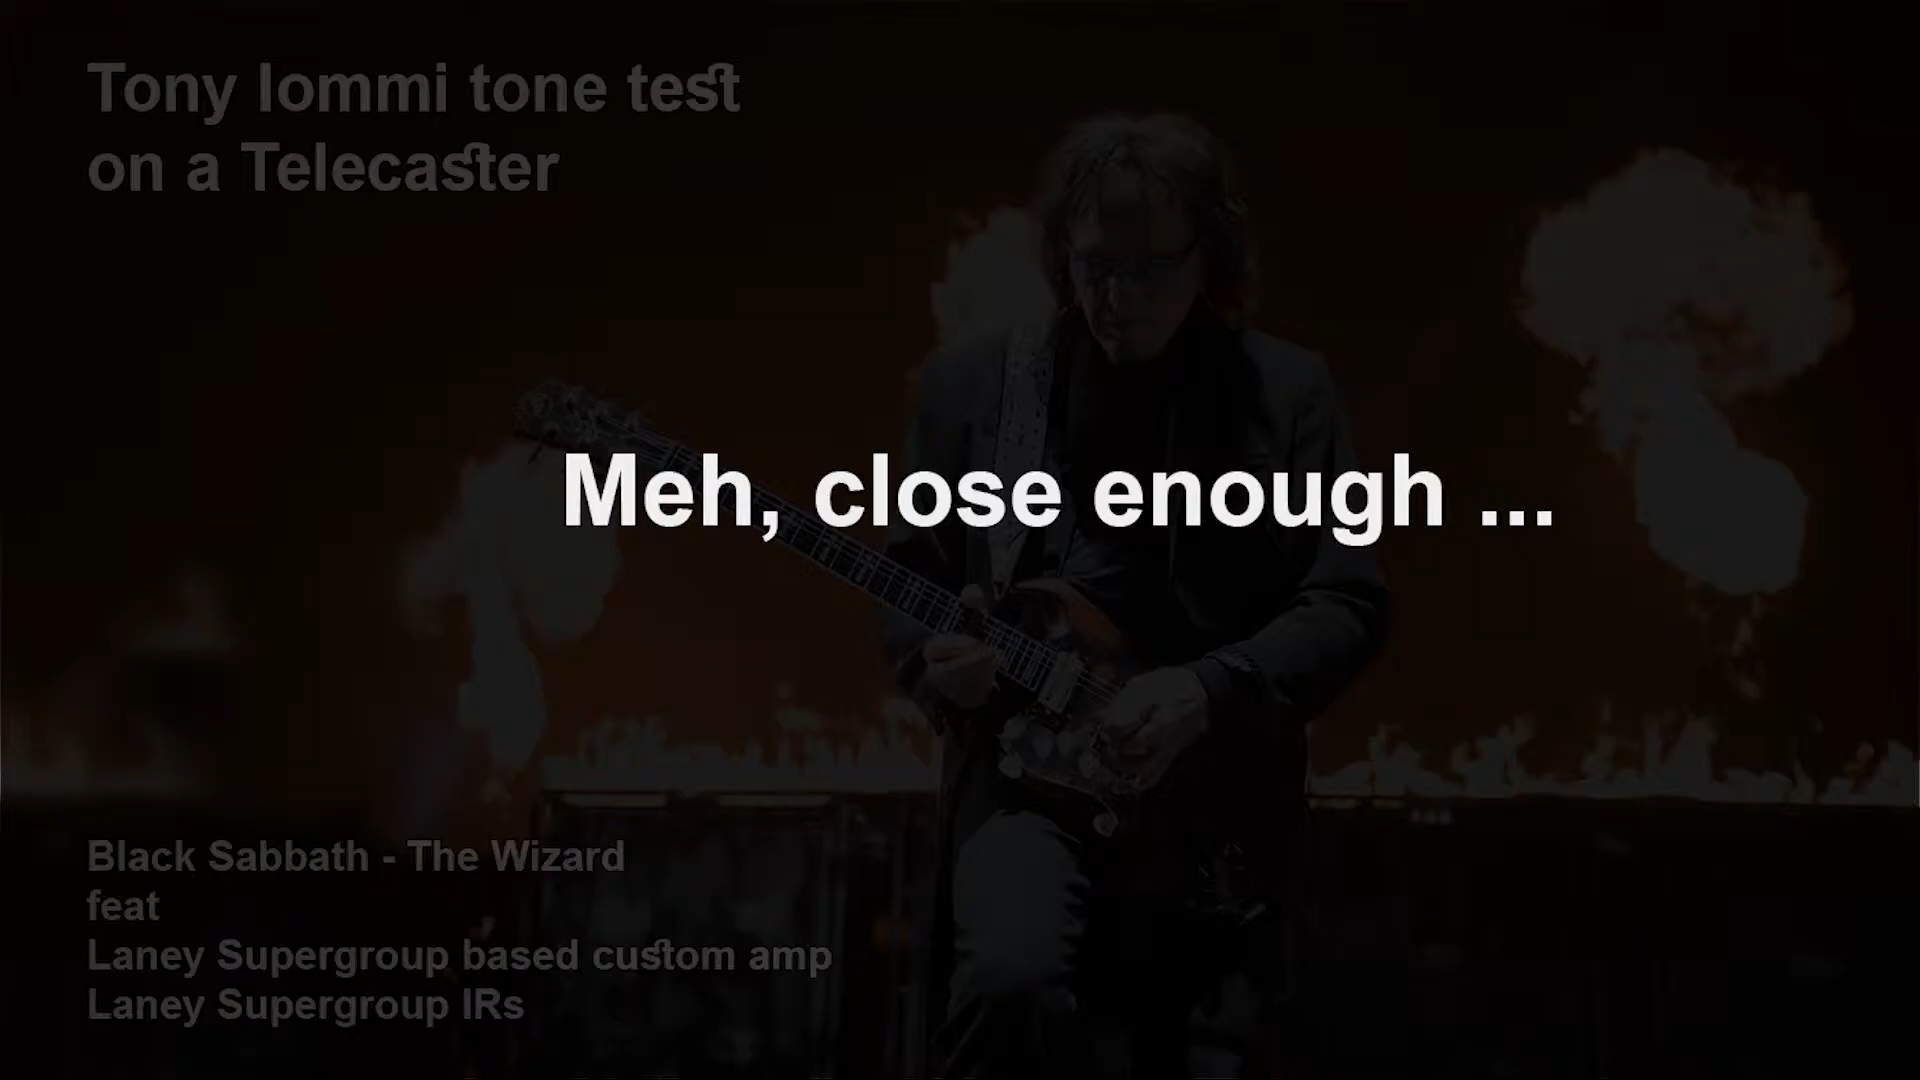 Tony Iommi tone test
on a Telecaster
Meh, close enough ...
Black Sabbath - The Wizard
feat
Laney Supergroup based custom amp
Laney Supergroup IRs